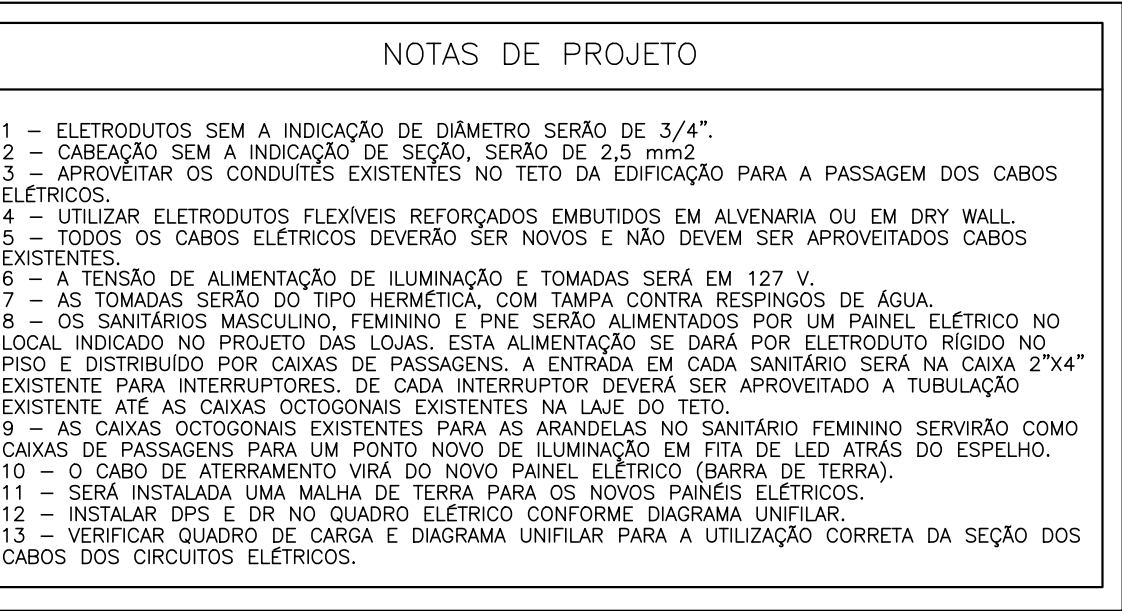 NOTAS DE PROJETO
1 – ELETRODUTOS SEM A INDICAÇÃO DE DIÂMETRO SERÃO DE 3/4”.
2 – CABEAÇÃO SEM A INDICAÇÃO DE SEÇÃO, SERÃO DE 2,5 mm2
3 – APROVEITAR OS CONDUÍTES EXISTENTES NO TETO DA EDIFICAÇÃO PARA A PASSAGEM DOS CABOS
ELÉTRICOS.
4 – UTILIZAR ELETRODUTOS FLEXÍVEIS REFORÇADOS EMBUTIDOS EM ALVENARIA OU EM DRY WALL.
5 – TODOS OS CABOS ELÉTRICOS DEVERÃO SER NOVOS E NÃO DEVEM SER APROVEITADOS CABOS
EXISTENTES.
6 – A TENSÃO DE ALIMENTAÇÃO DE ILUMINAÇÃO E TOMADAS SERÁ EM 127 V.
7 – AS TOMADAS SERÃO DO TIPO HERMÉTICA, COM TAMPA CONTRA RESPINGOS DE ÁGUA.
8 – OS SANITÁRIOS MASCULINO, FEMININO E PNE SERÃO ALIMENTADOS POR UM PAINEL ELÉTRICO NO
LOCAL INDICADO NO PROJETO DAS LOJAS. ESTA ALIMENTAÇÃO SE DARÁ POR ELETRODUTO RÍGIDO NO
PISO E DISTRIBUÍDO POR CAIXAS DE PASSAGENS. A ENTRADA EM CADA SANITÁRIO SERÁ NA CAIXA 2”X4”
EXISTENTE PARA INTERRUPTORES. DE CADA INTERRUPTOR DEVERÁ SER APROVEITADO A TUBULAÇÃO
EXISTENTE ATÉ AS CAIXAS OCTOGONAIS EXISTENTES NA LAJE DO TETO.
9 – AS CAIXAS OCTOGONAIS EXISTENTES PARA AS ARANDELAS NO SANITÁRIO FEMININO SERVIRÃO COMO
CAIXAS DE PASSAGENS PARA UM PONTO NOVO DE ILUMINAÇÃO EM FITA DE LED ATRÁS DO ESPELHO.
10 – O CABO DE ATERRAMENTO VIRÁ DO NOVO PAINEL ELÉTRICO (BARRA DE TERRA).
11 – SERÁ INSTALADA UMA MALHA DE TERRA PARA OS NOVOS PAINÉIS ELÉTRICOS.
12 – INSTALAR DPS E DR NO QUADRO ELÉTRICO CONFORME DIAGRAMA UNIFILAR.
13 – VERIFICAR QUADRO DE CARGA E DIAGRAMA UNIFILAR PARA A UTILIZAÇÃO CORRETA DA SEÇÃO DOS
CABOS DOS CIRCUITOS ELÉTRICOS.